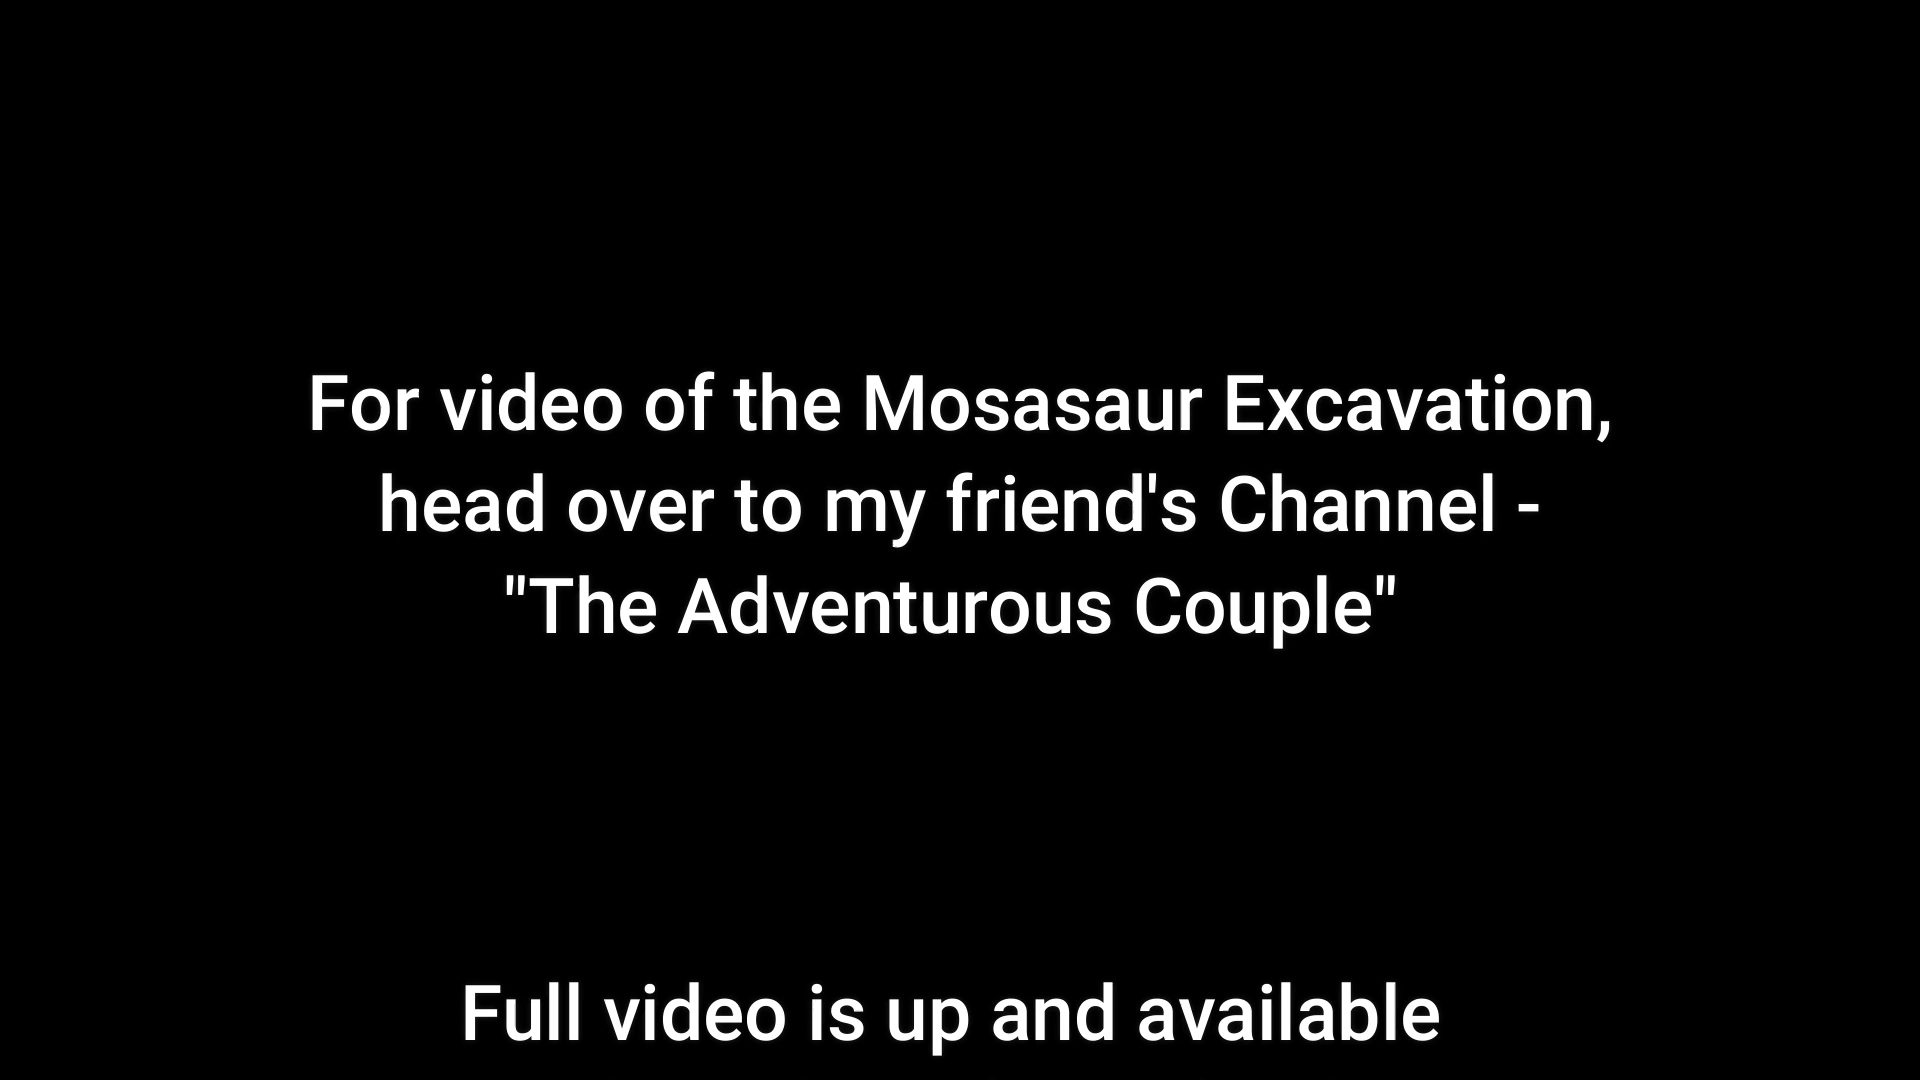 For video of the Mosasaur Excavation,
head over to my friend's Channel -
"The Adventurous Couple"
Full video is up and available